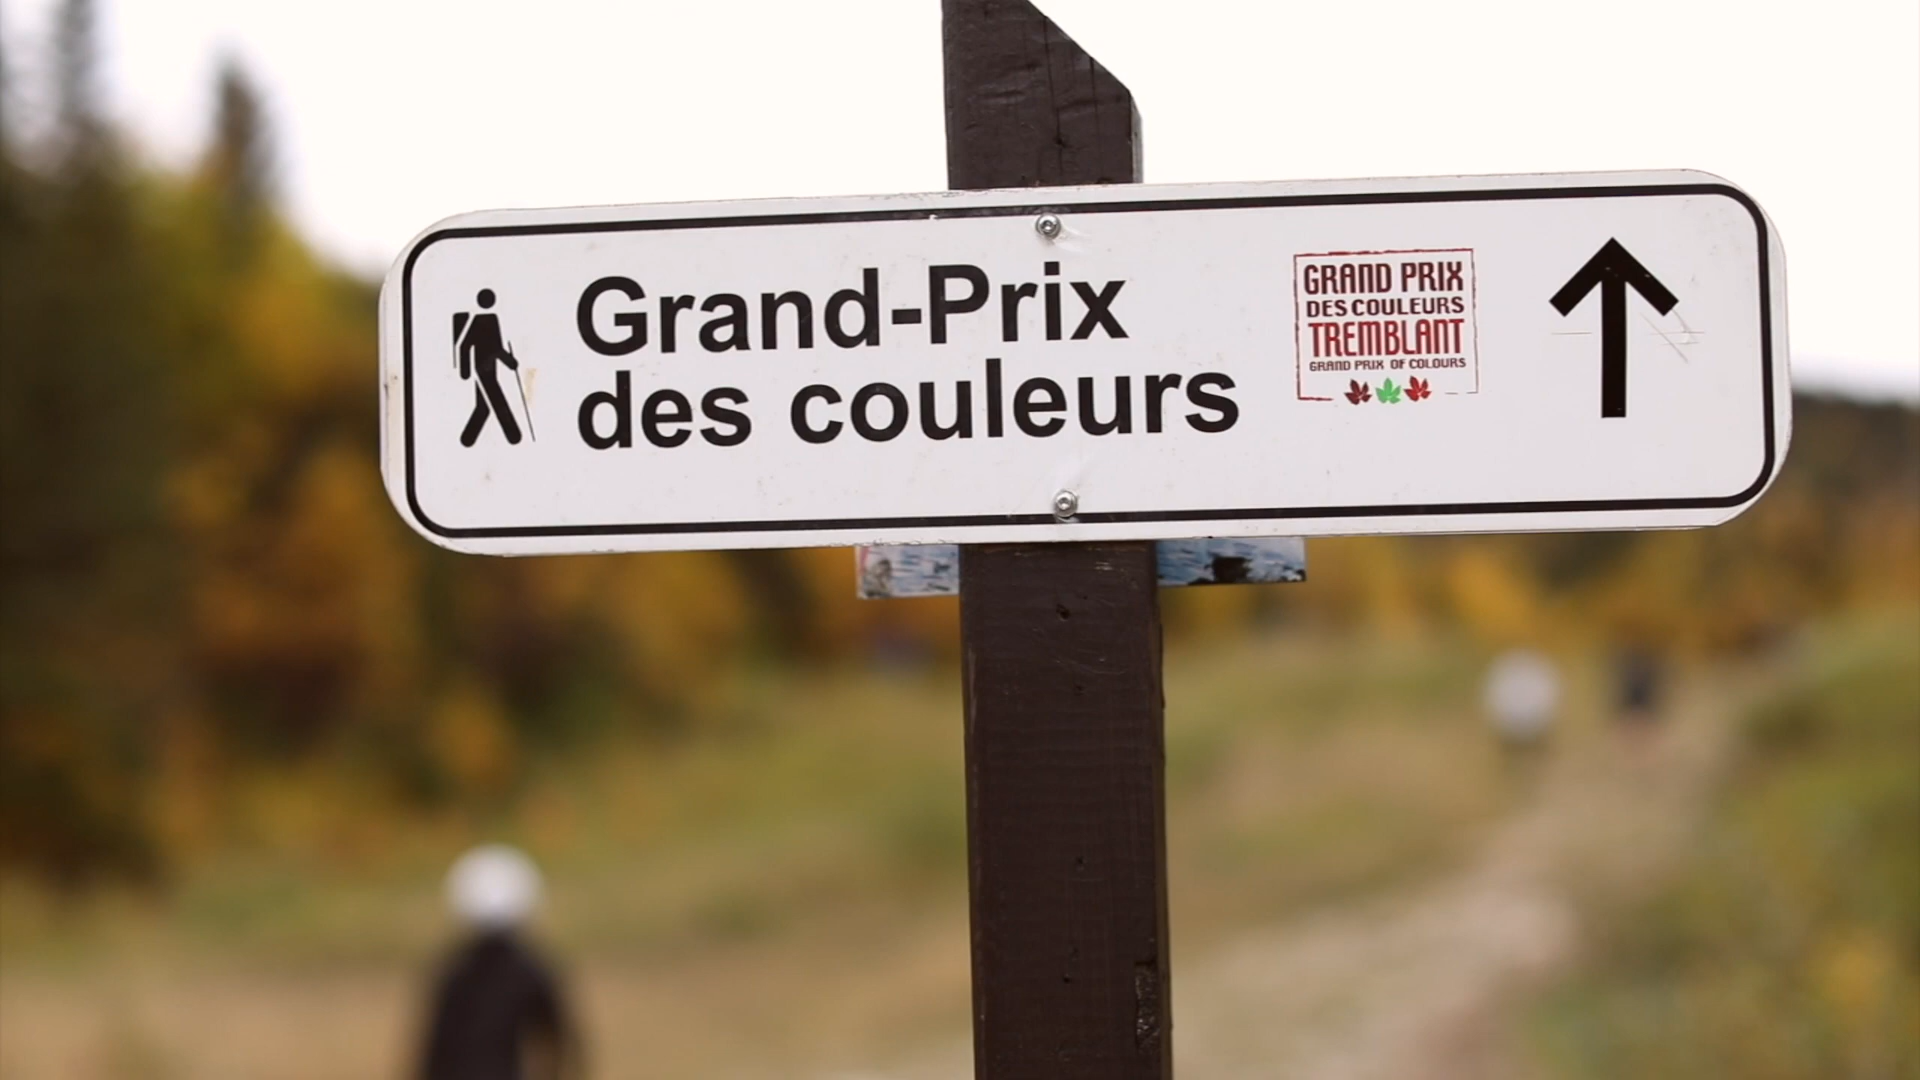 Grand-Prix
des couleurs
GRAND PRIX
DES COULEURS
TREMBLANT
GRAND PRIX OF COLOURS